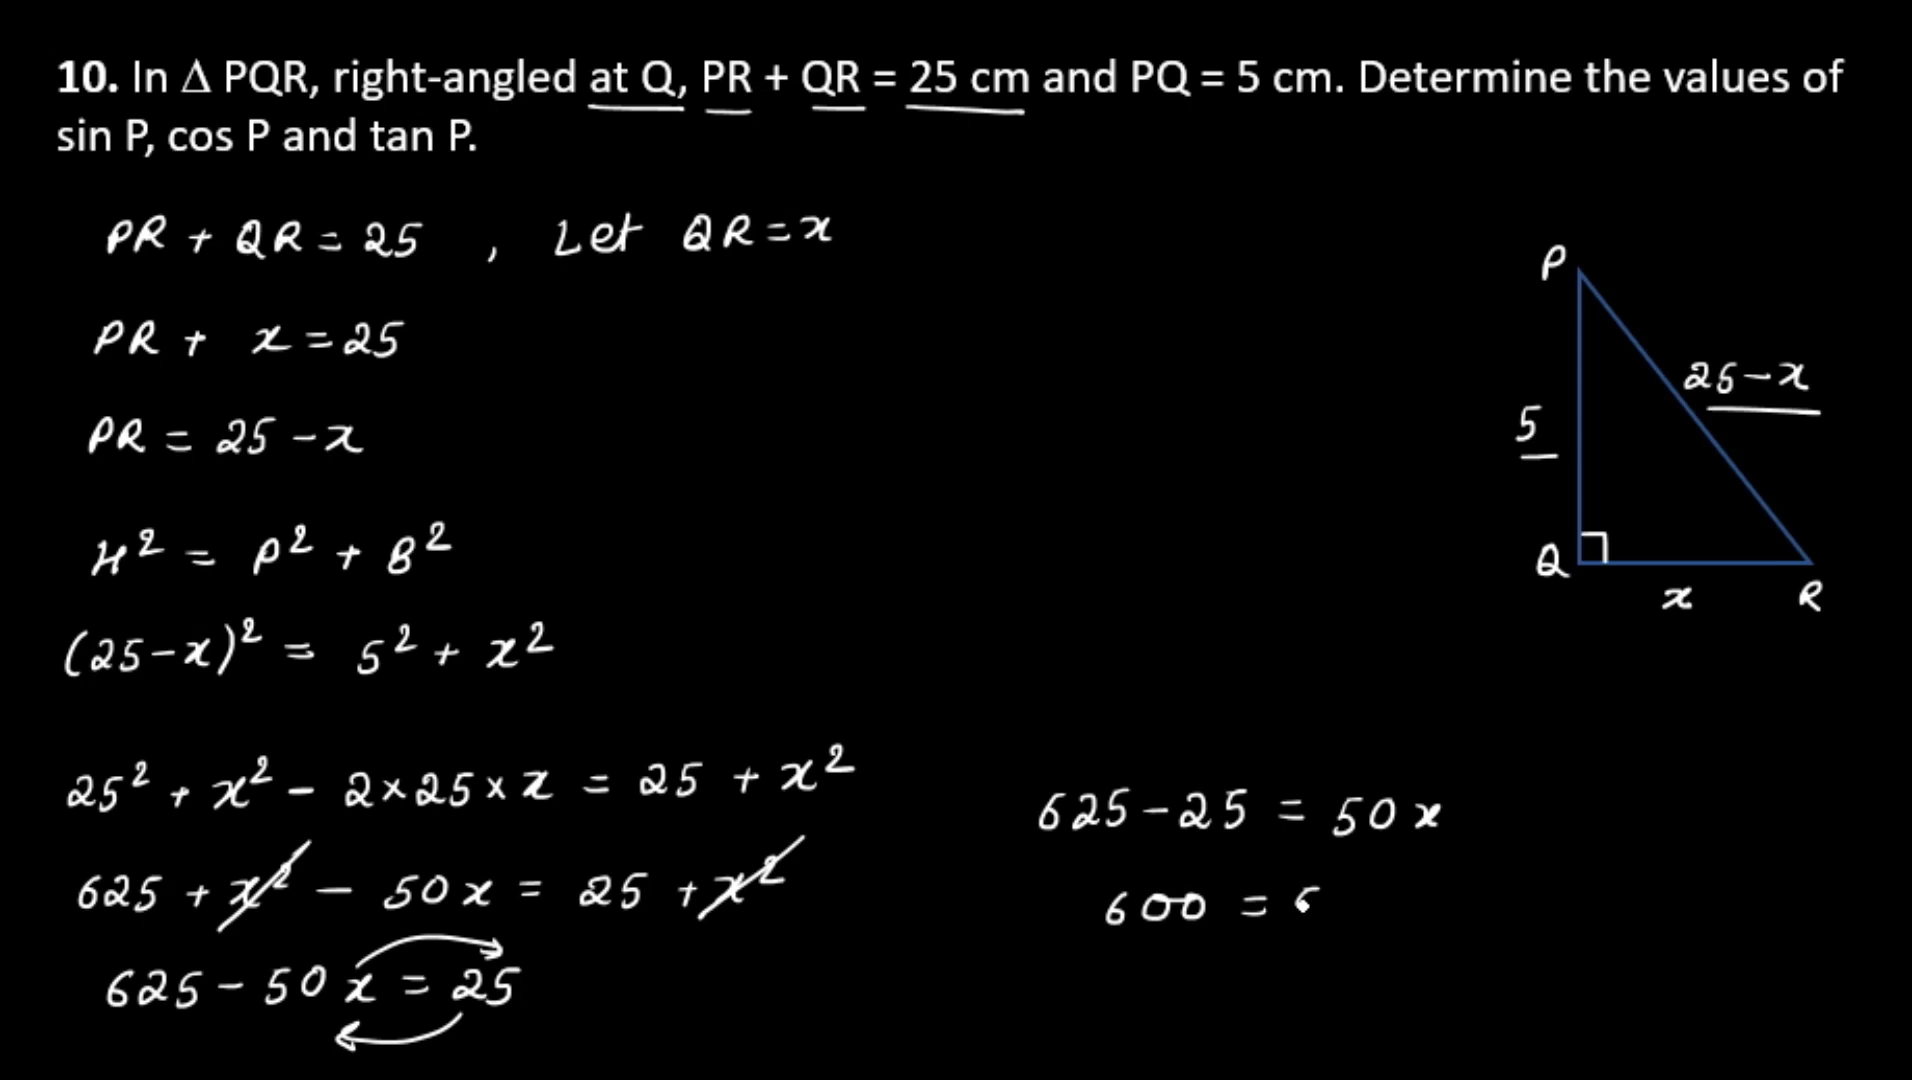 10. In Δ PQR, right-angled at Q, PR + QR = 25 cm and PQ = 5 cm. Determine the values of
sin P, cos P and tan P.
PR + QR = 25 , Let QR = x
PR + x = 25
PR = 25 - x
H² = P² + B²
(25-x)² = 5² + x²
25² + x² - 2×25×x = 25 + x²
625 + x² - 50x = 25 + x²
625 - 50x = 25
625 - 25 = 50x
600 =
P
25-x
5
Q
x
R